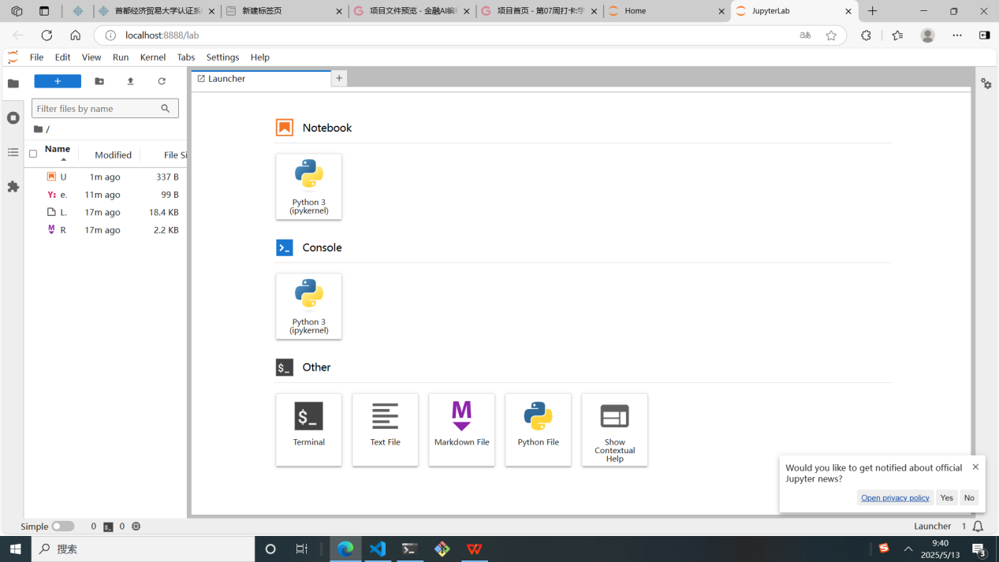 首都经济贸易大学认证系统
新建标签页
项目文件预览 - 金融AI编程
项目首页 - 第07周打卡:学
Home
JupyterLab
localhost:8888/lab
File Edit View Run Kernel Tabs Settings Help
Launcher
Filter files by name
/
Name Modified File Si
U 1m ago 337 B
Y: e. 11m ago 99 B
L. 17m ago 18.4 KB
M R 17m ago 2.2 KB
Notebook
Python 3
(ipykernel)
Console
Python 3
(ipykernel)
$_ Other
$_
Terminal
Text File
M
Markdown File
Python File
Show
Contextual
Help
Would you like to get notified about official
Jupyter news?
Open privacy policy Yes No
Simple 0 $_ 0
Launcher 1
搜索
9:40
2025/5/13
3